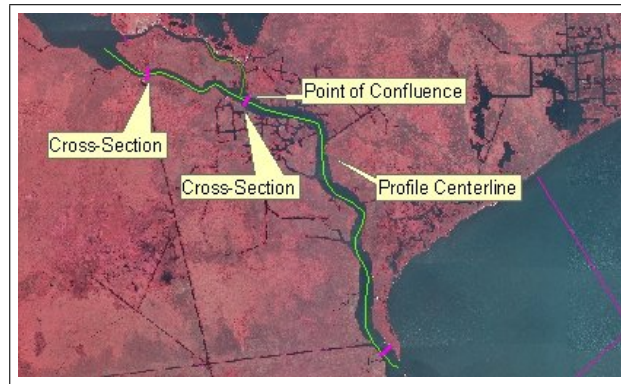 Point of Confluence
Cross-Section
Cross-Section
Profile Centerline